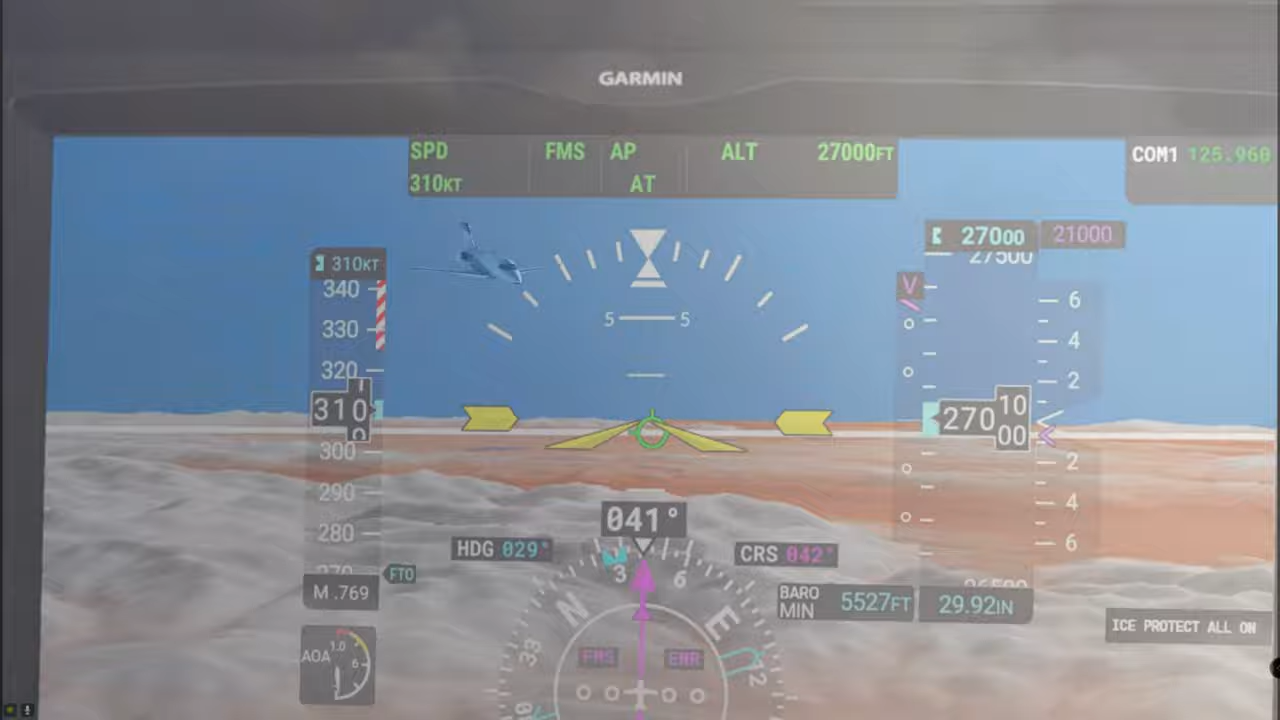 GARMIN
SPD FMS AP ALT 27000FT
310KT AT
COM1 125.960
27000 21000
27500
310KT
340
330
320
310
0
300
290
280
FTO
M .769
5 5
6
4
2
270 10
00
2
4
6
041°
HDG 029°
CRS 042°
3 6
N E
33 12
FMS ENR
BARO
MIN 5527FT 29.92IN
ICE PROTECT ALL ON
AOA 1.0
6
V